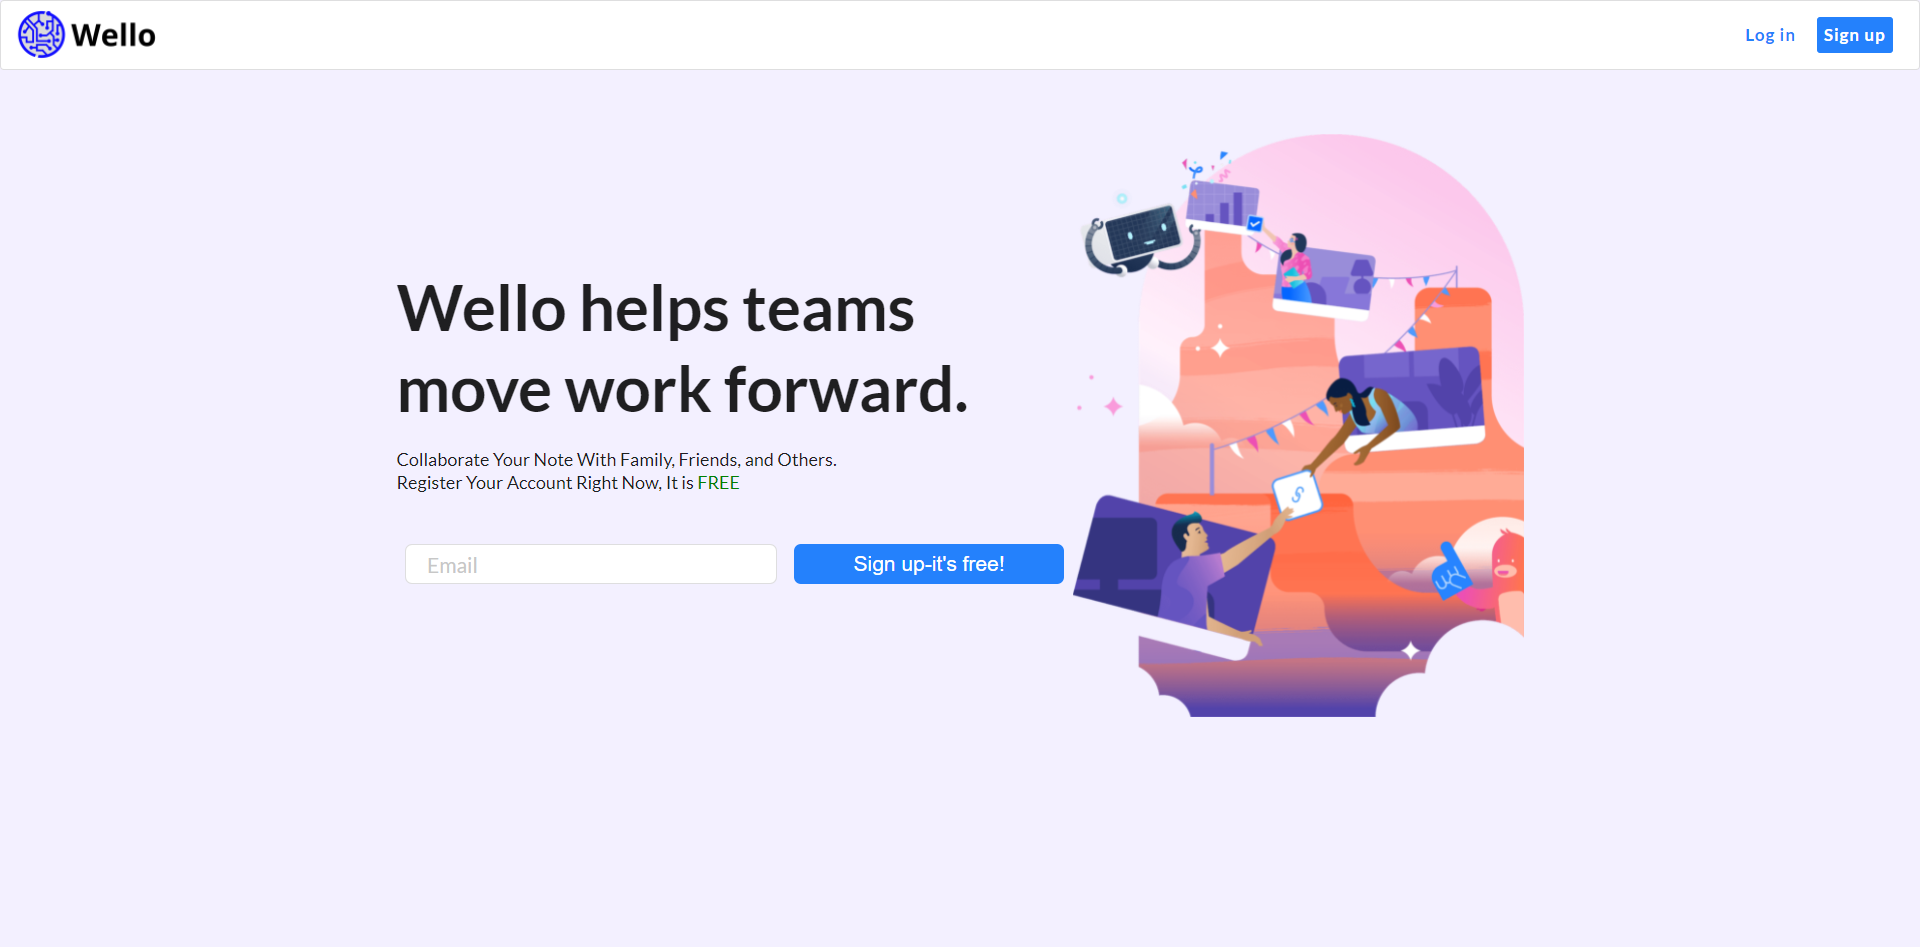 Wello
Log in
Sign up
Wello helps teams
move work forward.
Collaborate Your Note With Family, Friends, and Others.
Register Your Account Right Now, It is FREE
Email
Sign up-it's free!